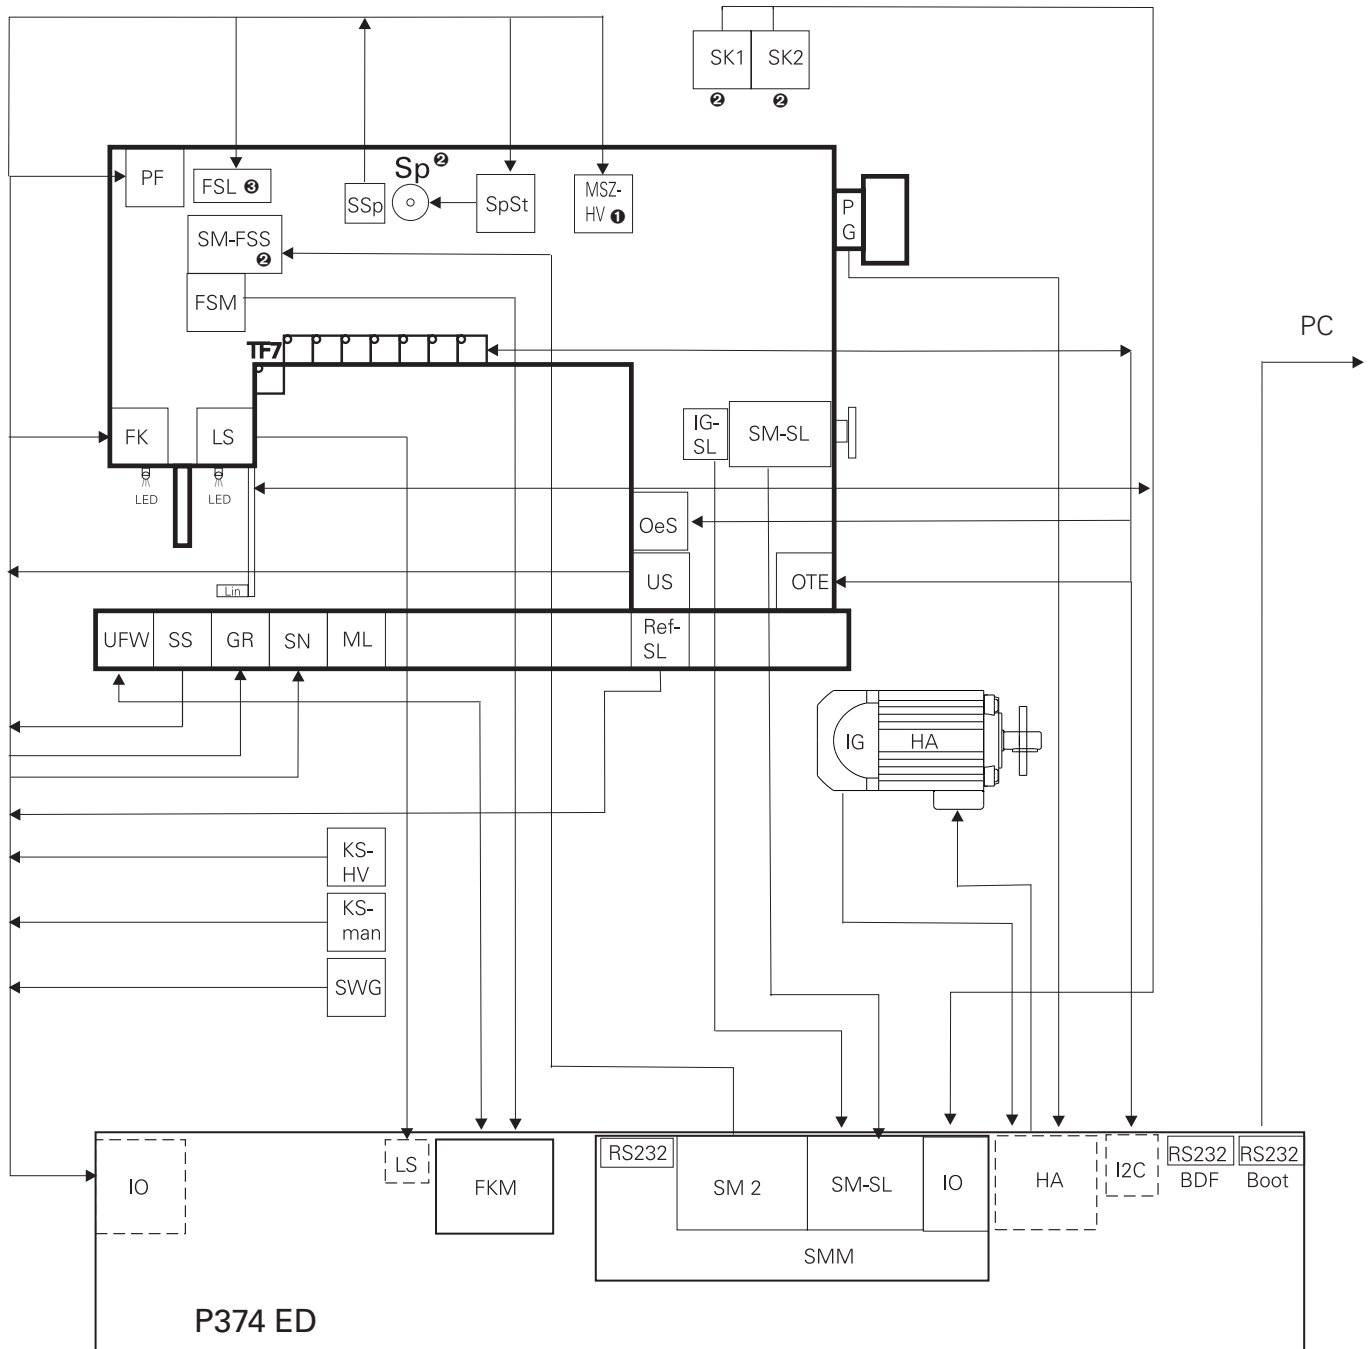 SK1
SK2
❷
❷
PF
FSL ❸
Sp❷
SSp
SpSt
MSZ-
HV ❶
P
G
SM-FSS
❷
FSM
PC
TF7
FK
LS
IG-
SL
SM-SL
LED
LED
OeS
US
OTE
Lin
UFW
SS
GR
SN
ML
Ref-
SL
IG
HA
KS-
HV
KS-
man
SWG
IO
LS
FKM
RS232
SM 2
SM-SL
IO
SMM
HA
I2C
RS232
BDF
RS232
Boot
P374 ED